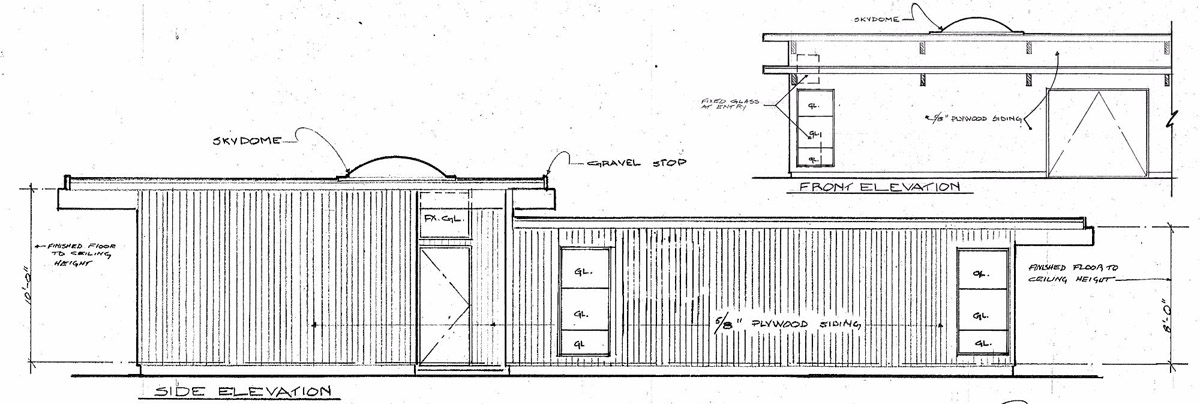 SKYDOME
FIXED GLASS
AT ENTRY
GL.
GL.
GL
5/8" PLYWOOD SIDING
FRONT ELEVATION
SKYDOME
GRAVEL STOP
FINISHED FLOOR
TO CEILING
HEIGHT
10'-0"
FX. GL.
GL.
GL.
GL
5/8" PLYWOOD SIDING
GL.
GL.
GL.
FINISHED FLOOR TO
CEILING HEIGHT
8'-0"
SIDE ELEVATION